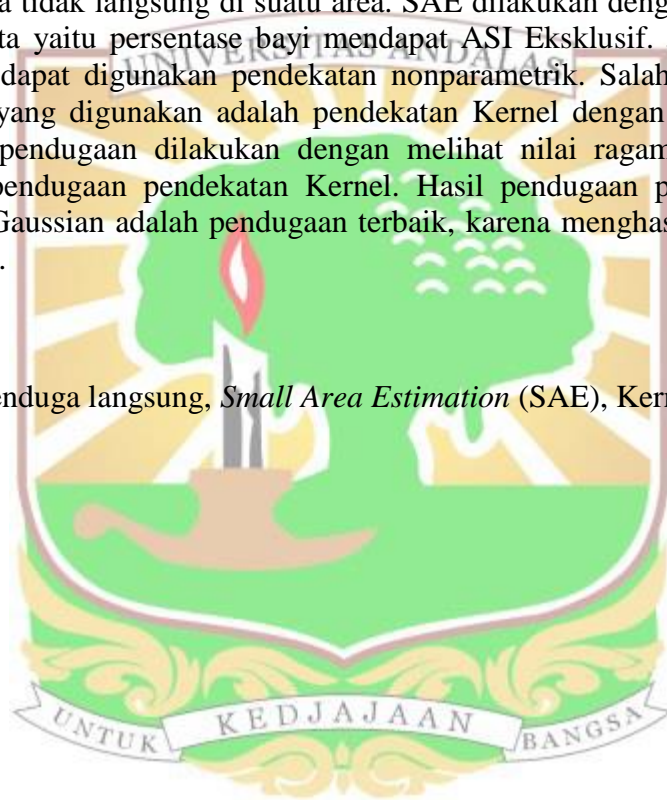 tidak langsung di suatu area. SAE dilakukan deng
yaitu persentase bayi mendapat ASI Eksklusif.
UNIVERSITAS ANDALAS
dapat digunakan pendekatan nonparametrik. Salah
yang digunakan adalah pendekatan Kernel dengan
pendugaan dilakukan dengan melihat nilai ragam
pendugaan pendekatan Kernel. Hasil pendugaan p
Gaussian adalah pendugaan terbaik, karena menghas
.
enduga langsung, Small Area Estimation (SAE), Kern
UNTUK KEDJAJAAN BANGSA